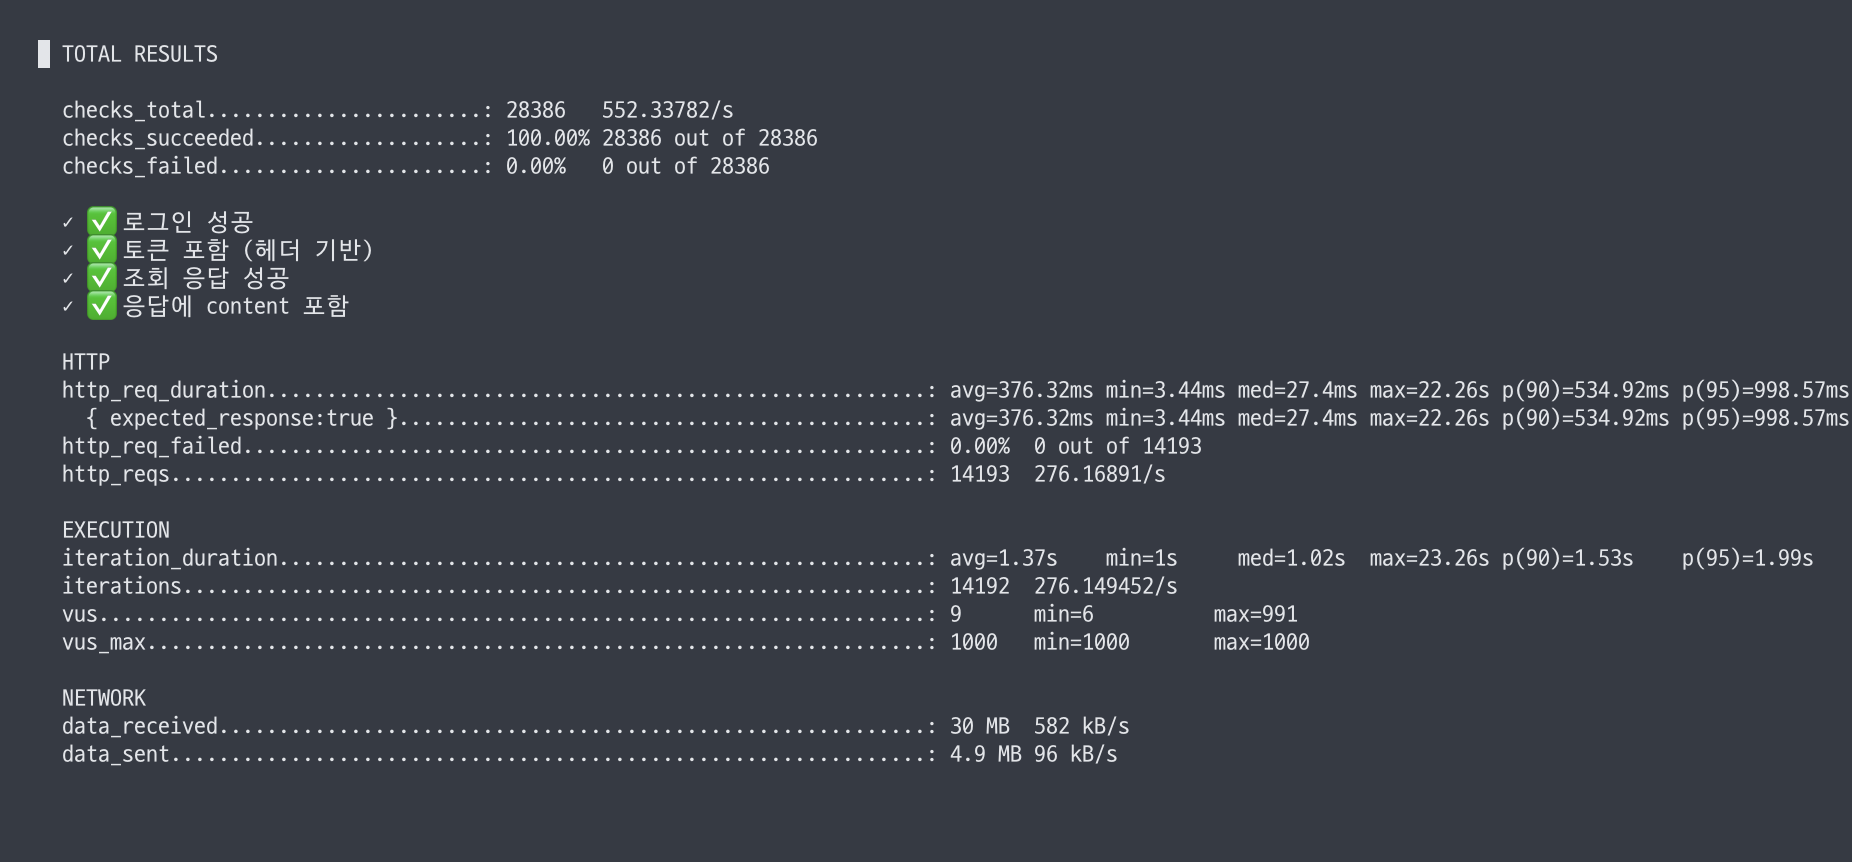 █ TOTAL RESULTS
checks_total.......................: 28386   552.33782/s
checks_succeeded...................: 100.00% 28386 out of 28386
checks_failed......................: 0.00%   0 out of 28386
✓ ✅ 로그인 성공
✓ ✅ 토큰 포함 (헤더 기반)
✓ ✅ 조회 응답 성공
✓ ✅ 응답에 content 포함
HTTP
http_req_duration.......................................................: avg=376.32ms min=3.44ms med=27.4ms max=22.26s p(90)=534.92ms p(95)=998.57ms
{ expected_response:true }............................................: avg=376.32ms min=3.44ms med=27.4ms max=22.26s p(90)=534.92ms p(95)=998.57ms
http_req_failed.........................................................: 0.00%  0 out of 14193
http_reqs...............................................................: 14193  276.16891/s
EXECUTION
iteration_duration......................................................: avg=1.37s    min=1s     med=1.02s  max=23.26s p(90)=1.53s    p(95)=1.99s
iterations..............................................................: 14192  276.149452/s
vus.....................................................................: 9      min=6          max=991
vus_max.................................................................: 1000   min=1000       max=1000
NETWORK
data_received...........................................................: 30 MB  582 kB/s
data_sent...............................................................: 4.9 MB 96 kB/s